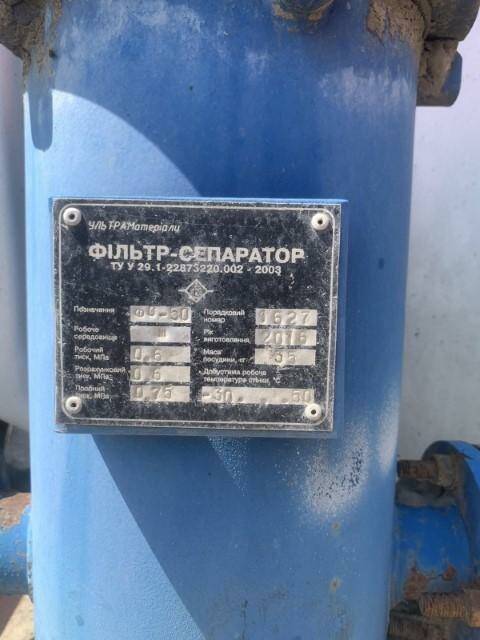 УЛЬТРАМатеріали
ФІЛЬТР-СЕПАРАТОР
ТУ У 29.1-22873220.002 - 2003
Позначення ФС-50 Порядковий номер 1627
Робоче середовище Рік виготовлення 2016
Робочий тиск, МПа 0,6 Маса посудини, кг 55
Розрахунковий тиск, МПа 0,6 Допустима робоча температура стінки, °С
Пробний тиск, МПа 0,75 -30...50